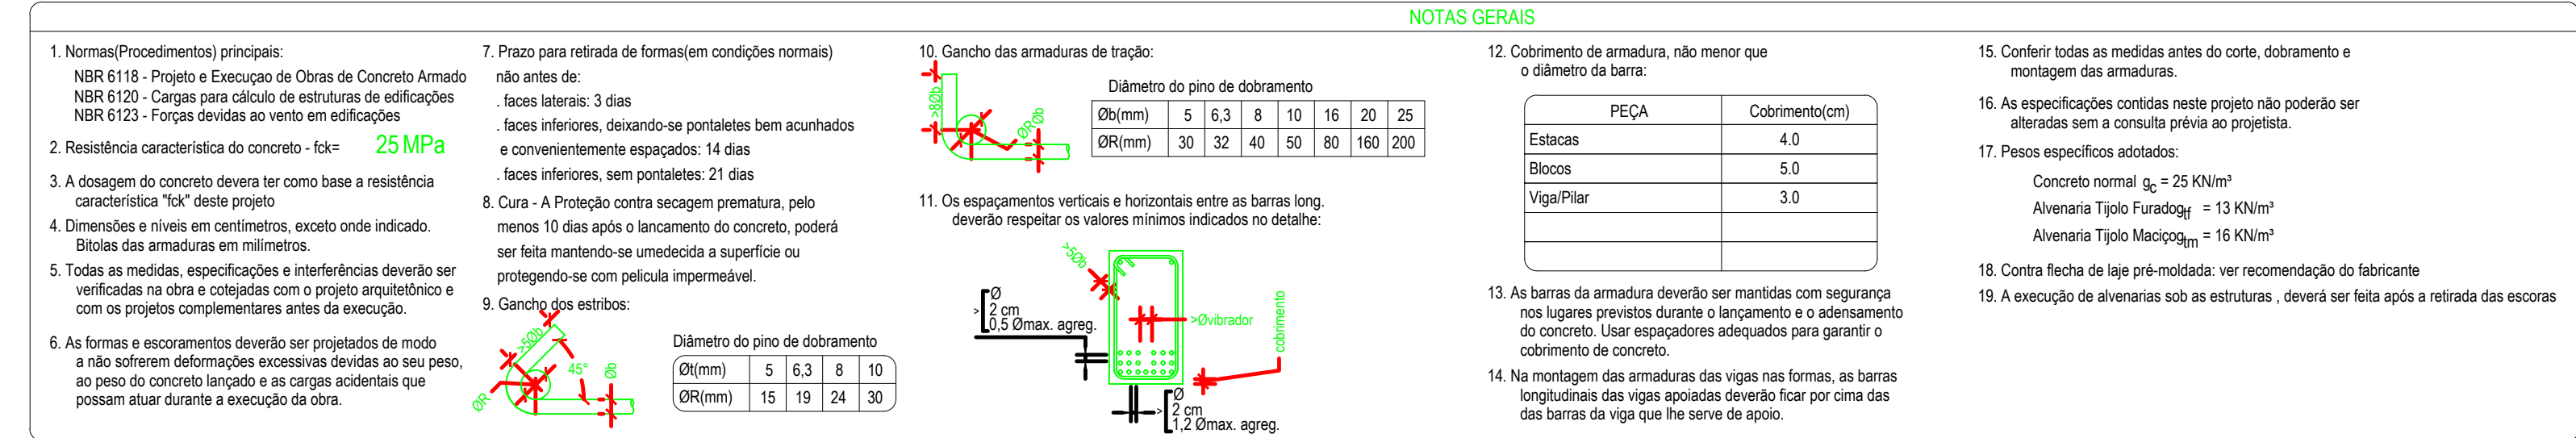 NOTAS GERAIS
1. Normas(Procedimentos) principais:
NBR 6118 - Projeto e Execuçao de Obras de Concreto Armado
NBR 6120 - Cargas para cálculo de estruturas de edificações
NBR 6123 - Forças devidas ao vento em edificações
2. Resistência característica do concreto - fck= 25 MPa
3. A dosagem do concreto devera ter como base a resistência
característica "fck" deste projeto
4. Dimensões e níveis em centímetros, exceto onde indicado.
Bitolas das armaduras em milímetros.
5. Todas as medidas, especificações e interferências deverão ser
verificadas na obra e cotejadas com o projeto arquitetônico e
com os projetos complementares antes da execução.
6. As formas e escoramentos deverão ser projetados de modo
a não sofrerem deformações excessivas devidas ao seu peso,
ao peso do concreto lançado e as cargas acidentais que
possam atuar durante a execução da obra.
7. Prazo para retirada de formas(em condições normais)
não antes de:
. faces laterais: 3 dias
. faces inferiores, deixando-se pontaletes bem acunhados
e convenientemente espaçados: 14 dias
. faces inferiores, sem pontaletes: 21 dias
8. Cura - A Proteção contra secagem prematura, pelo
menos 10 dias após o lancamento do concreto, poderá
ser feita mantendo-se umedecida a superfície ou
protegendo-se com pelicula impermeável.
9. Gancho dos estribos:
>5Øb
45°
Øb
ØR
Diâmetro do pino de dobramento
Øt(mm) 5 6,3 8 10
ØR(mm) 15 19 24 30
10. Gancho das armaduras de tração:
>8Øb
ØR
Øb
Diâmetro do pino de dobramento
Øb(mm) 5 6,3 8 10 16 20 25
ØR(mm) 30 32 40 50 80 160 200
11. Os espaçamentos verticais e horizontais entre as barras long.
deverão respeitar os valores mínimos indicados no detalhe:
>5Øb
Ø
> 2 cm
0,5 Ømax. agreg.
>Øvibrador
cobrimento
Ø
> 2 cm
1,2 Ømax. agreg.
12. Cobrimento de armadura, não menor que
o diâmetro da barra:
PEÇA Cobrimento(cm)
Estacas 4.0
Blocos 5.0
Viga/Pilar 3.0
13. As barras da armadura deverão ser mantidas com segurança
nos lugares previstos durante o lançamento e o adensamento
do concreto. Usar espaçadores adequados para garantir o
cobrimento de concreto.
14. Na montagem das armaduras das vigas nas formas, as barras
longitudinais das vigas apoiadas deverão ficar por cima das
das barras da viga que lhe serve de apoio.
15. Conferir todas as medidas antes do corte, dobramento e
montagem das armaduras.
16. As especificações contidas neste projeto não poderão ser
alteradas sem a consulta prévia ao projetista.
17. Pesos específicos adotados:
Concreto normal gc = 25 KN/m³
Alvenaria Tijolo Furadogtf = 13 KN/m³
Alvenaria Tijolo Maciçogtm = 16 KN/m³
18. Contra flecha de laje pré-moldada: ver recomendação do fabricante
19. A execução de alvenarias sob as estruturas , deverá ser feita após a retirada das escoras